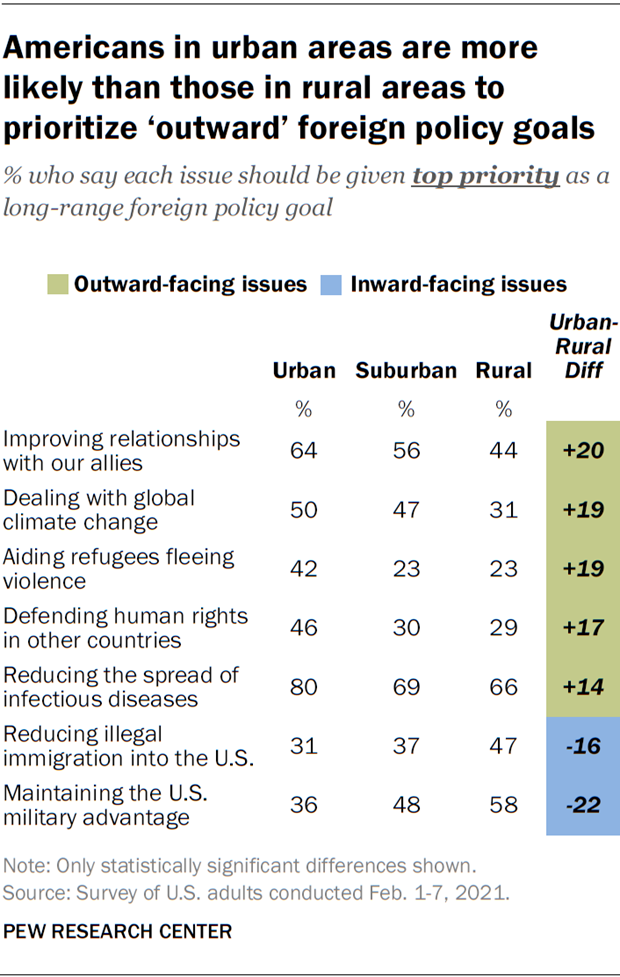 Americans in urban areas are more
likely than those in rural areas to
prioritize ‘outward’ foreign policy goals
% who say each issue should be given top priority as a
long-range foreign policy goal
Outward-facing issues Inward-facing issues
Urban-
Rural
Urban Suburban Rural Diff
% % %
Improving relationships
with our allies 64 56 44 +20
Dealing with global
climate change 50 47 31 +19
Aiding refugees fleeing
violence 42 23 23 +19
Defending human rights
in other countries 46 30 29 +17
Reducing the spread of
infectious diseases 80 69 66 +14
Reducing illegal
immigration into the U.S. 31 37 47 -16
Maintaining the U.S.
military advantage 36 48 58 -22
Note: Only statistically significant differences shown.
Source: Survey of U.S. adults conducted Feb. 1-7, 2021.
PEW RESEARCH CENTER